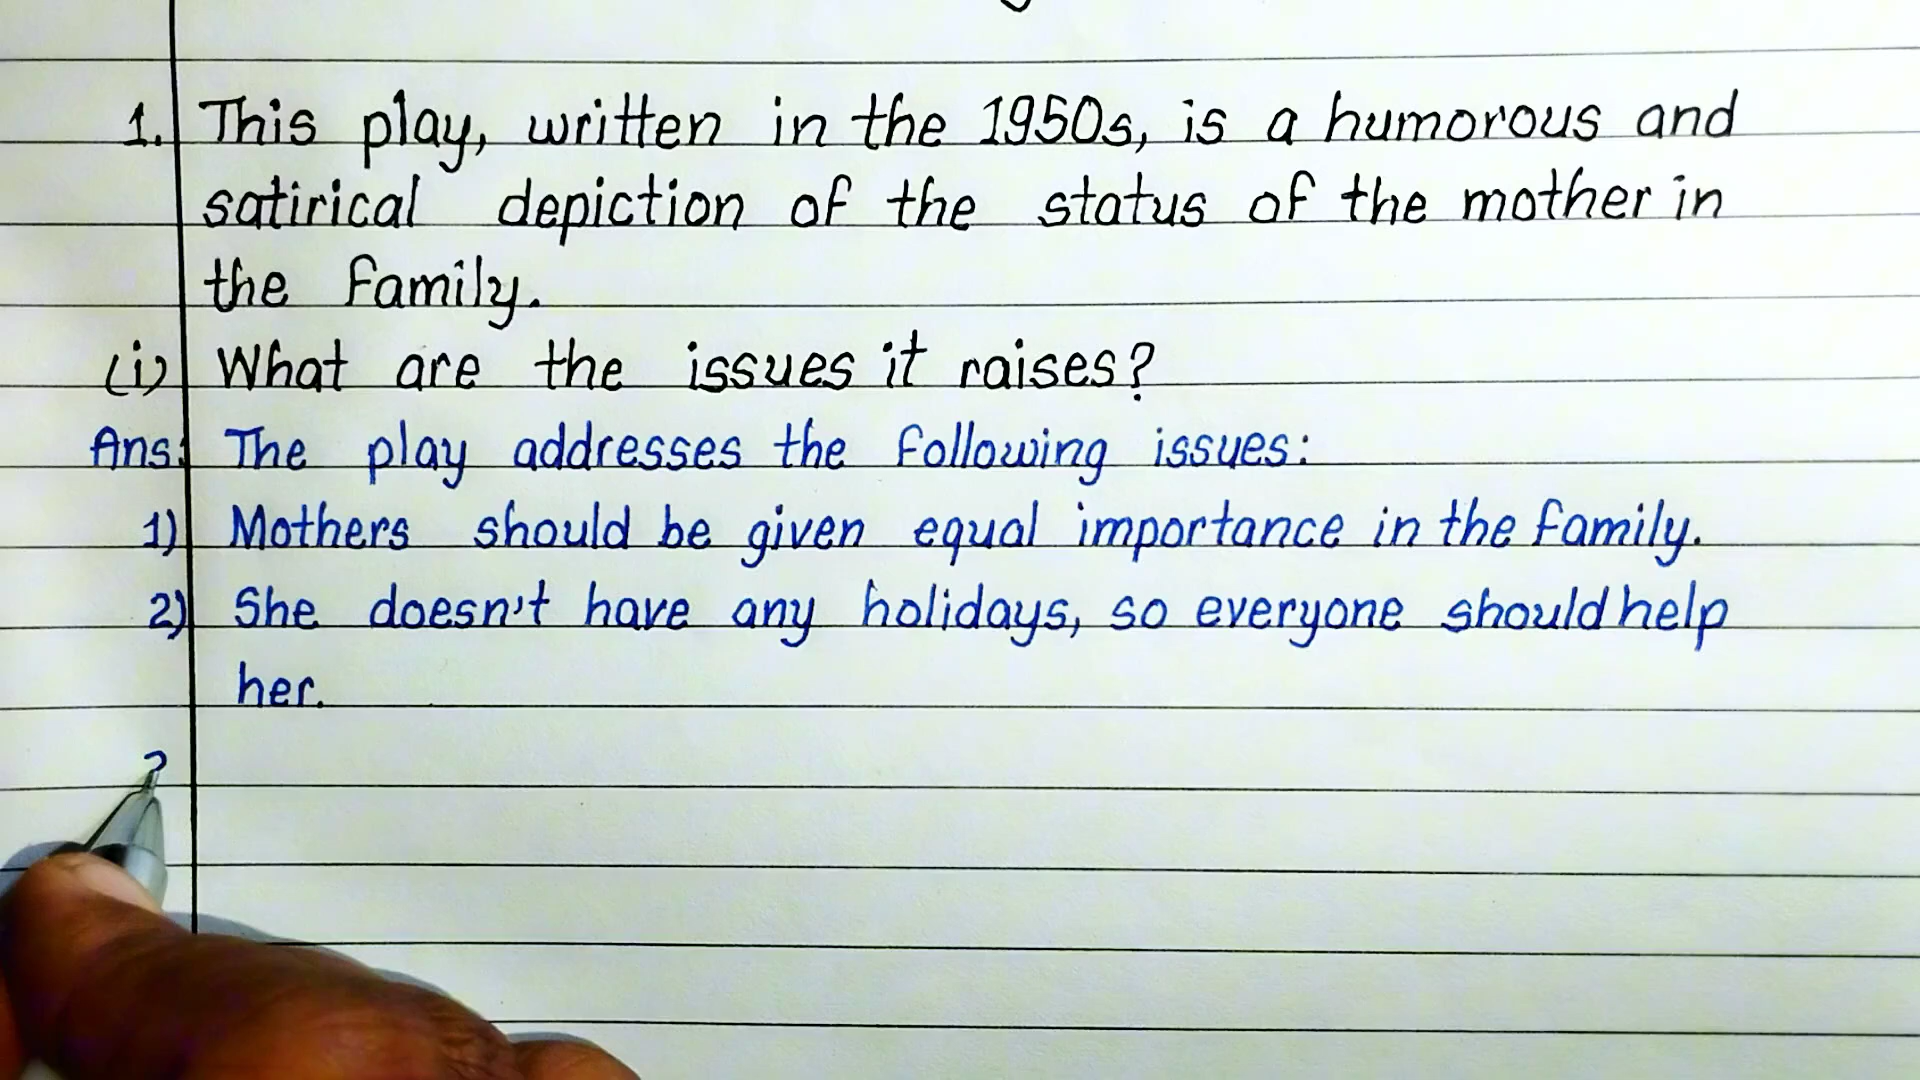 1. This play, written in the 1950s, is a humorous and
satirical depiction of the status of the mother in
the family.
(i) What are the issues it raises?
Ans: The play addresses the following issues:
1) Mothers should be given equal importance in the family.
2) She doesn't have any holidays, so everyone should help
her.